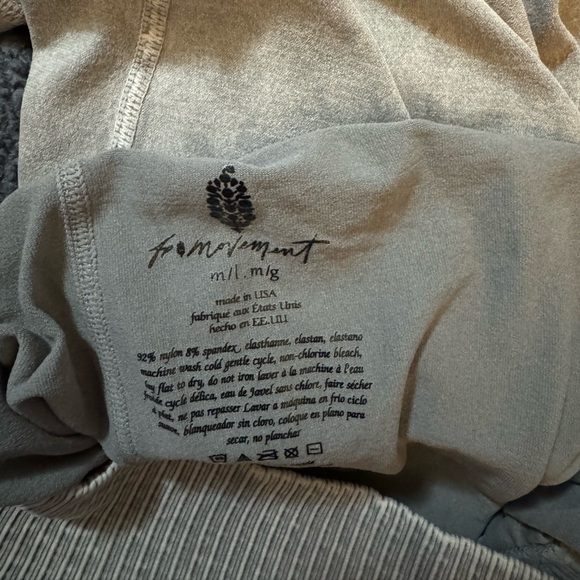 fp movement
m/l . m/g
made in USA
fabriqué aux États Unis
hecho en EE.UU
92% nylon 8% spandex, elasthanne, elastan, elastano
machine wash cold gentle cycle, non-chlorine bleach,
lay flat to dry, do not iron laver à la machine à l'eau
froide cycle délica, eau de Javel sans chlore, faire sécher
à plat, ne pas repasser Lavar a máquina en frío ciclo
suave, blanqueador sin cloro, coloque en plano para
secar, no planchar